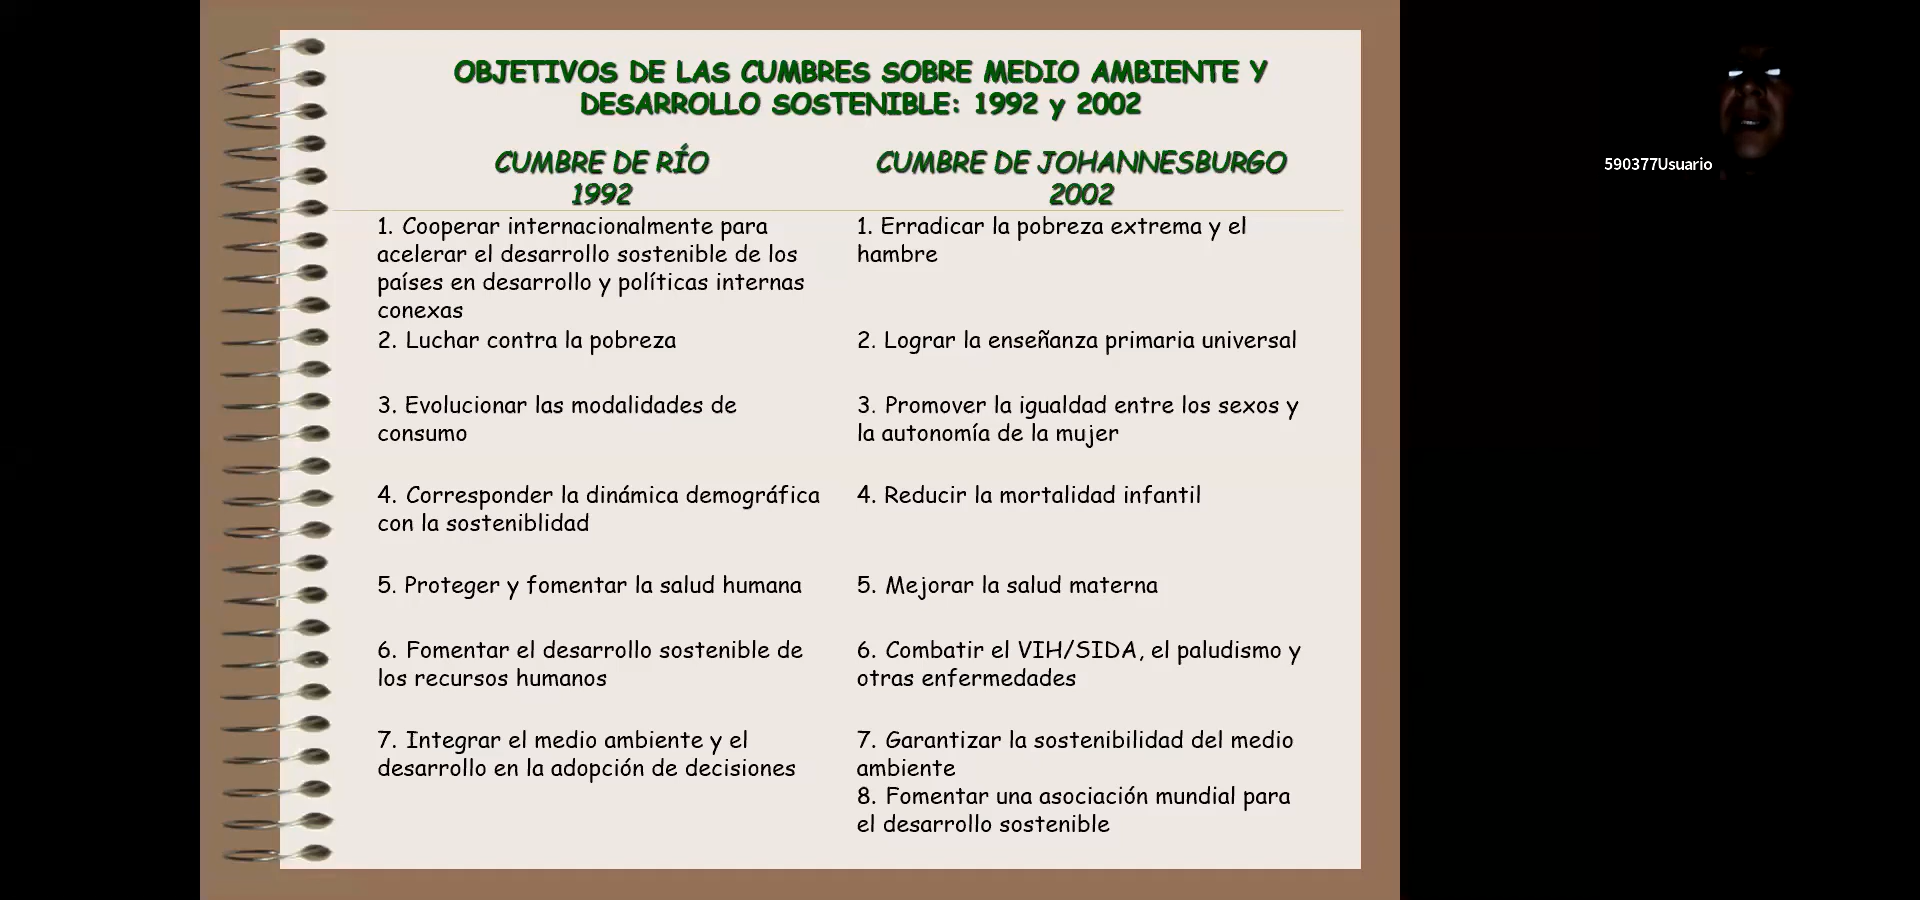 OBJETIVOS DE LAS CUMBRES SOBRE MEDIO AMBIENTE Y
DESARROLLO SOSTENIBLE: 1992 y 2002
CUMBRE DE RÍO
1992
CUMBRE DE JOHANNESBURGO
2002
1. Cooperar internacionalmente para
acelerar el desarrollo sostenible de los
países en desarrollo y políticas internas
conexas
1. Erradicar la pobreza extrema y el
hambre
2. Luchar contra la pobreza
2. Lograr la enseñanza primaria universal
3. Evolucionar las modalidades de
consumo
3. Promover la igualdad entre los sexos y
la autonomía de la mujer
4. Corresponder la dinámica demográfica
con la sosteniblidad
4. Reducir la mortalidad infantil
5. Proteger y fomentar la salud humana
5. Mejorar la salud materna
6. Fomentar el desarrollo sostenible de
los recursos humanos
6. Combatir el VIH/SIDA, el paludismo y
otras enfermedades
7. Integrar el medio ambiente y el
desarrollo en la adopción de decisiones
7. Garantizar la sostenibilidad del medio
ambiente
8. Fomentar una asociación mundial para
el desarrollo sostenible
590377Usuario